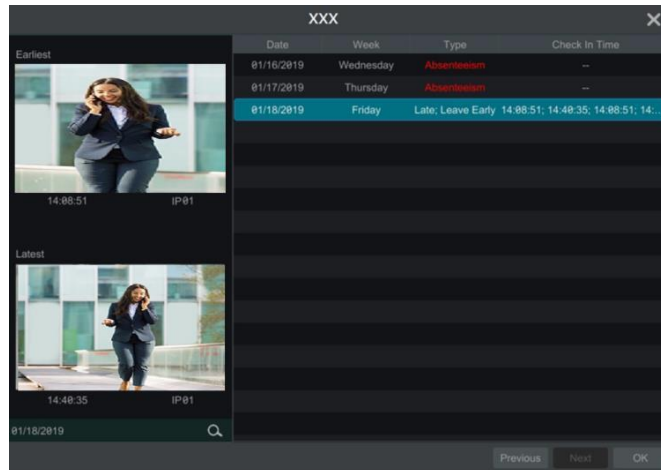 XXX
Earliest
14:08:51 IP01
Latest
14:40:35 IP01
01/18/2019
Date Week Type Check In Time
01/16/2019 Wednesday Absenteeism --
01/17/2019 Thursday Absenteeism --
01/18/2019 Friday Late; Leave Early 14:08:51; 14:40:35; 14:08:51; 14:...
Previous Next OK